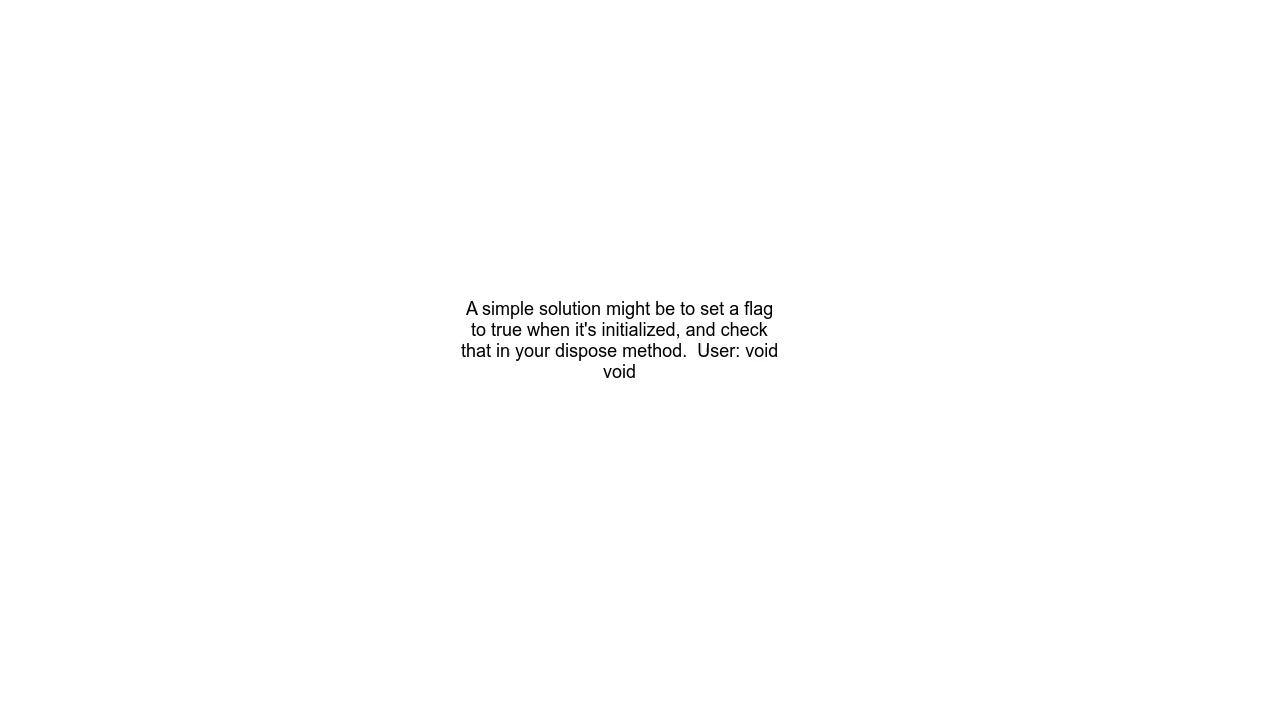 A simple solution might be to set a flag
to true when it's initialized, and check
that in your dispose method.  User: void
void